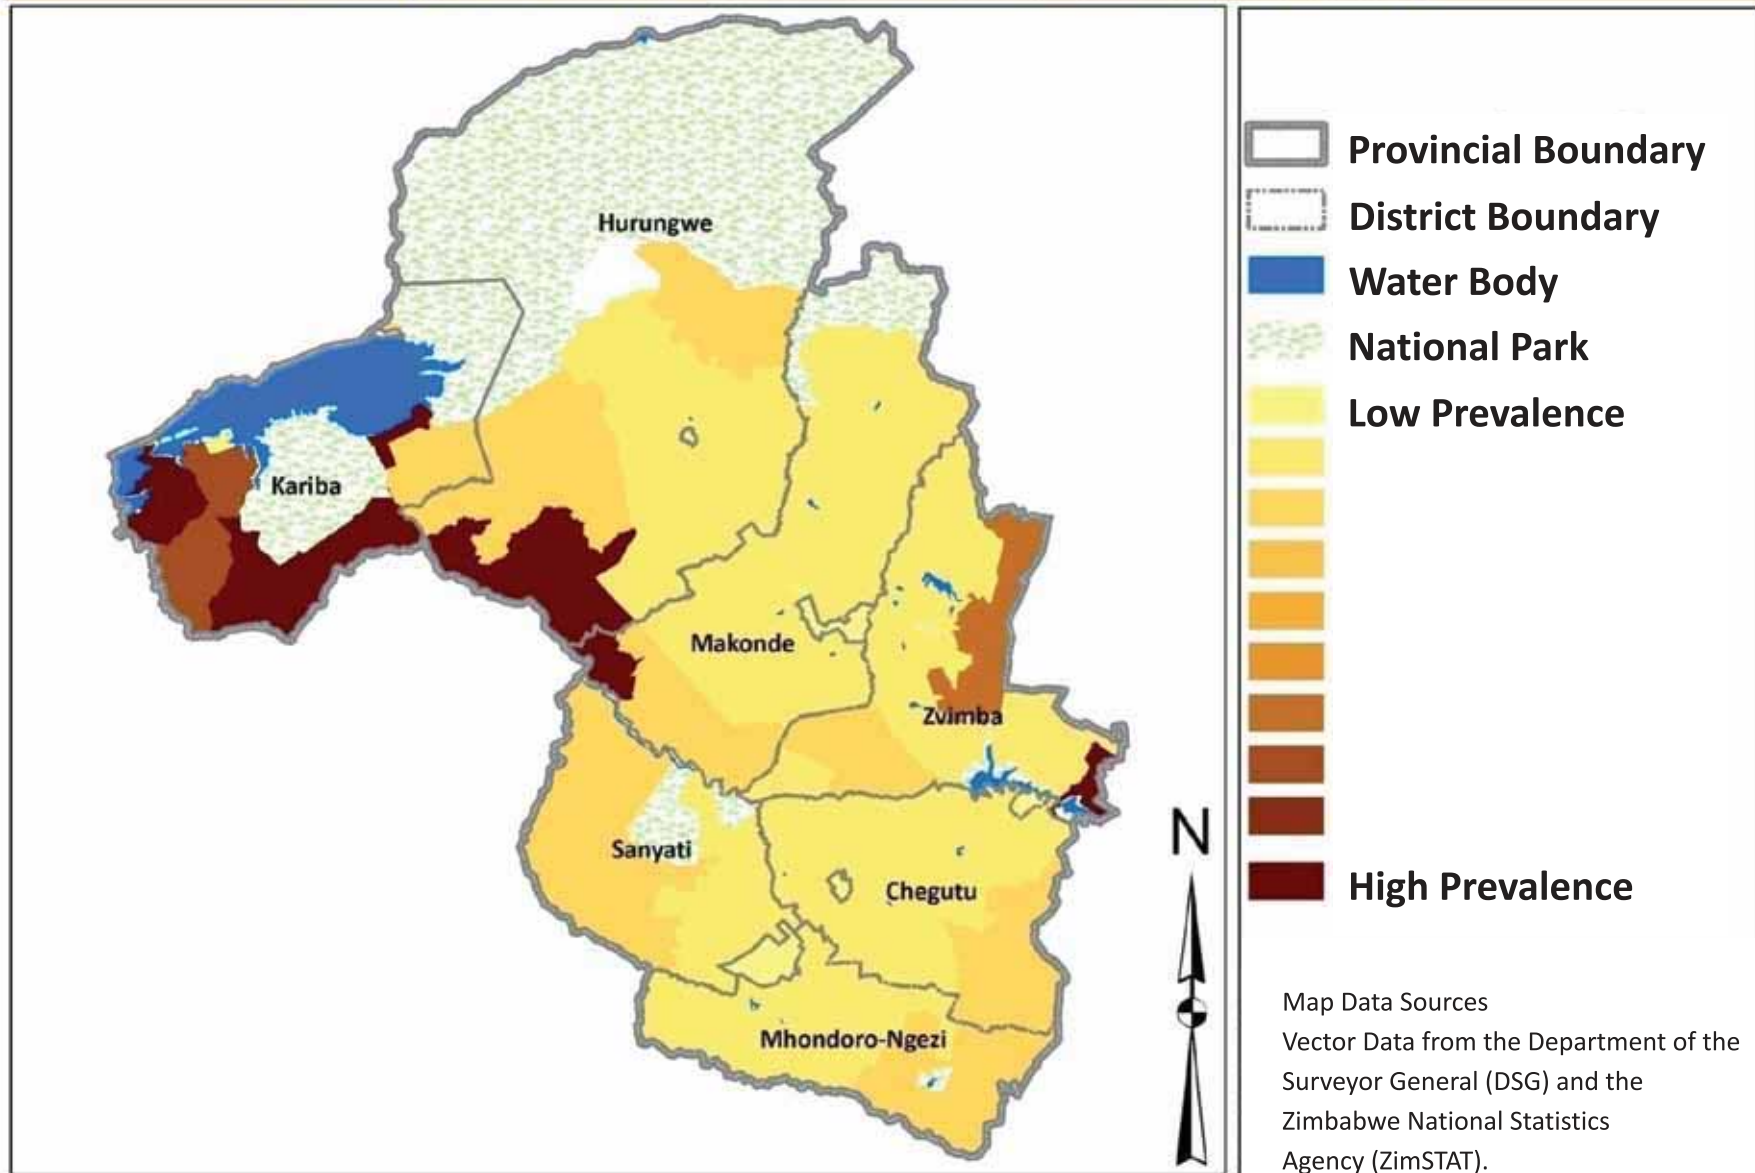 Hurungwe
Kariba
Makonde
Zvimba
Sanyati
Chegutu
Mhondoro-Ngezi
N
Provincial Boundary
District Boundary
Water Body
National Park
Low Prevalence
High Prevalence
Map Data Sources
Vector Data from the Department of the
Surveyor General (DSG) and the
Zimbabwe National Statistics
Agency (ZimSTAT).